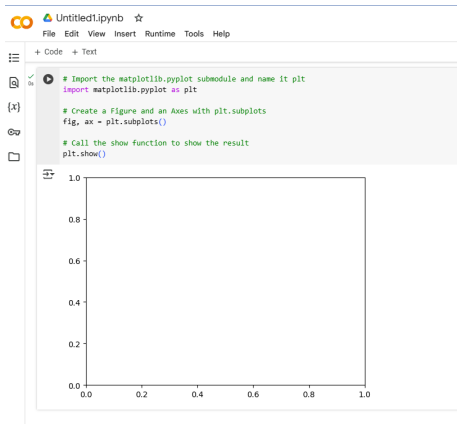 Untitled1.ipynb
File Edit View Insert Runtime Tools Help
+ Code + Text
0s
{x}
# Import the matplotlib.pyplot submodule and name it plt
import matplotlib.pyplot as plt
# Create a Figure and an Axes with plt.subplots
fig, ax = plt.subplots()
# Call the show function to show the result
plt.show()
1.0
0.8
0.6
0.4
0.2
0.0
0.0 0.2 0.4 0.6 0.8 1.0